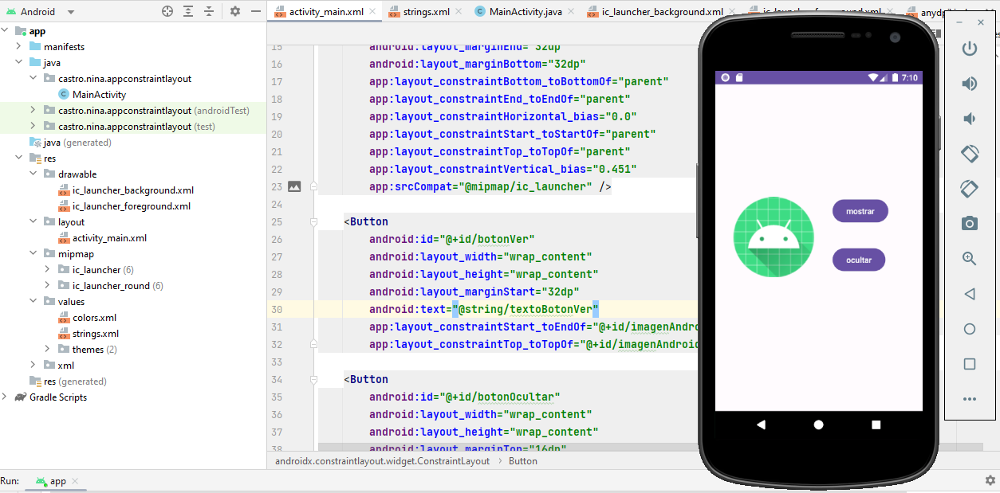 Android
activity_main.xml
strings.xml
MainActivity.java
ic_launcher_background.xml
app
manifests
java
castro.nina.appconstraintlayout
MainActivity
castro.nina.appconstraintlayout (androidTest)
castro.nina.appconstraintlayout (test)
java (generated)
res
drawable
ic_launcher_background.xml
ic_launcher_foreground.xml
layout
activity_main.xml
mipmap
ic_launcher (6)
ic_launcher_round (6)
values
colors.xml
strings.xml
themes (2)
xml
res (generated)
Gradle Scripts
15 android:layout_marginEnd="32dp"
16 android:layout_marginBottom="32dp"
17 app:layout_constraintBottom_toBottomOf="parent"
18 app:layout_constraintEnd_toEndOf="parent"
19 app:layout_constraintHorizontal_bias="0.0"
20 app:layout_constraintStart_toStartOf="parent"
21 app:layout_constraintTop_toTopOf="parent"
22 app:layout_constraintVertical_bias="0.451"
23 app:srcCompat="@mipmap/ic_launcher" />
24
25 <Button
26 android:id="@+id/botonVer"
27 android:layout_width="wrap_content"
28 android:layout_height="wrap_content"
29 android:layout_marginStart="32dp"
30 android:text="@string/textoBotonVer"
31 app:layout_constraintStart_toEndOf="@+id/imagenAndro
32 app:layout_constraintTop_toTopOf="@+id/imagenAndroid
33
34 <Button
35 android:id="@+id/botonOcultar"
36 android:layout_width="wrap_content"
37 android:layout_height="wrap_content"
38 android:layout_marginTop="16dp"
androidx.constraintlayout.widget.ConstraintLayout > Button
7:10
mostrar
ocultar
Run:
app